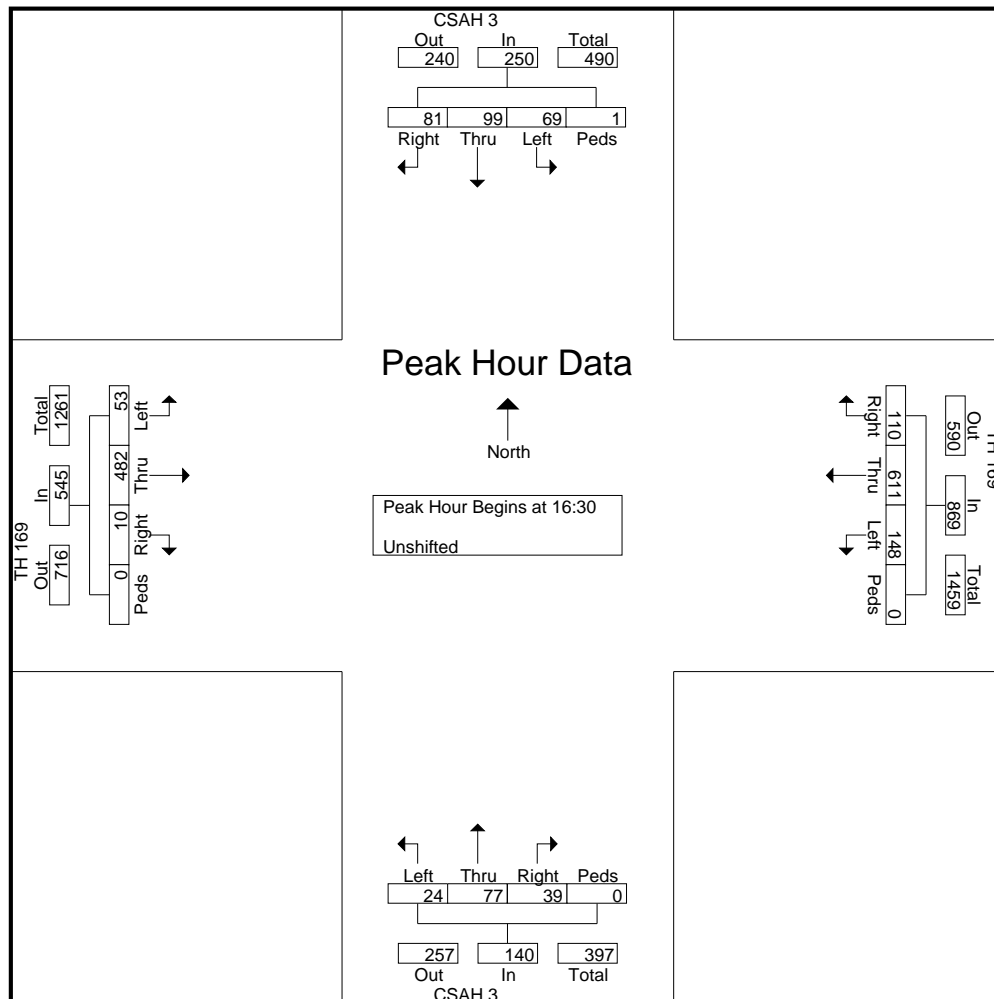 CSAH 3
Out In Total
240 250 490
81 99 69 1
Right Thru Left Peds
Peak Hour Data
North
Peak Hour Begins at 16:30
Unshifted
TH 169
Out In Total
716 545 1261
53 482 10 0
Left Thru Right Peds
TH 169
Out In Total
590 869 1459
110 611 148 0
Right Thru Left Peds
Left Thru Right Peds
24 77 39 0
257 140 397
Out In Total
CSAH 3